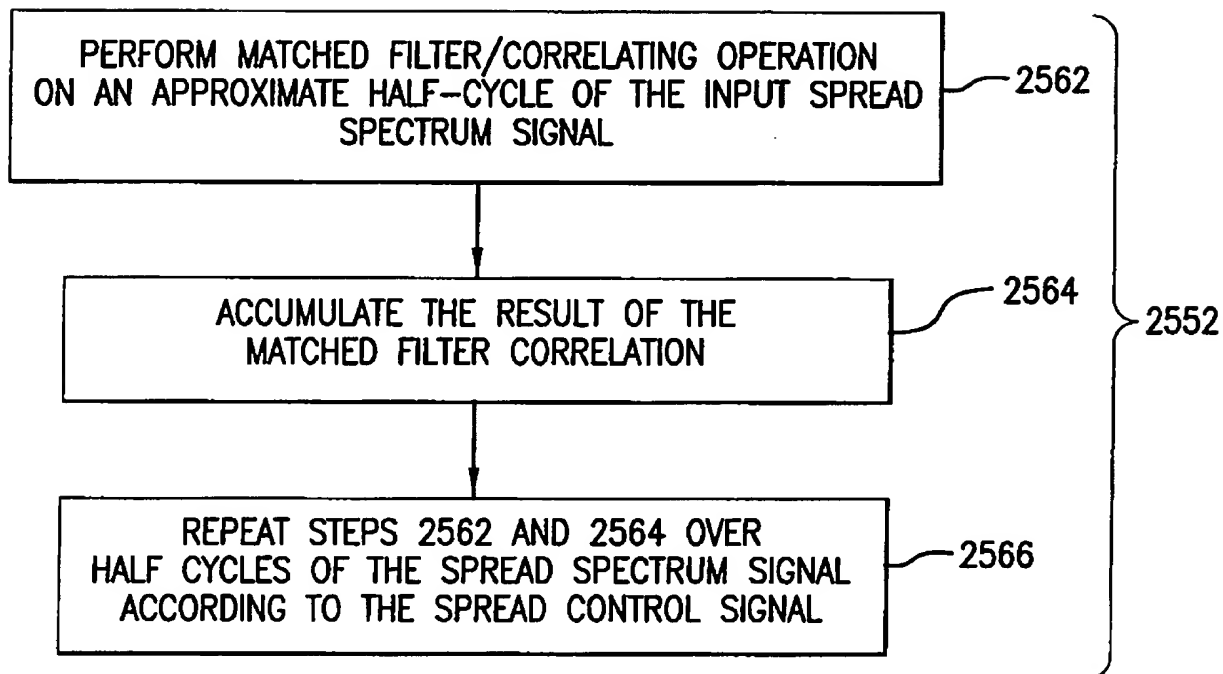 PERFORM MATCHED FILTER/CORRELATING OPERATION
ON AN APPROXIMATE HALF-CYCLE OF THE INPUT SPREAD
SPECTRUM SIGNAL
2562
ACCUMULATE THE RESULT OF THE
MATCHED FILTER CORRELATION
2564
2552
REPEAT STEPS 2562 AND 2564 OVER
HALF CYCLES OF THE SPREAD SPECTRUM SIGNAL
ACCORDING TO THE SPREAD CONTROL SIGNAL
2566